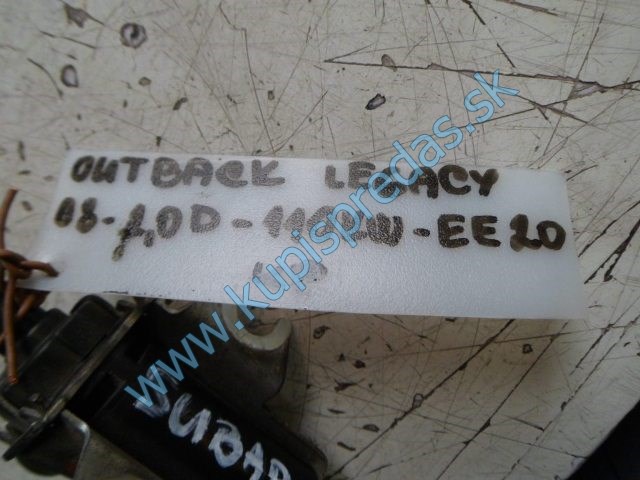 OUTBACK LEGACY
08-2,0D-110KW-EE20
www.kupispredas.sk